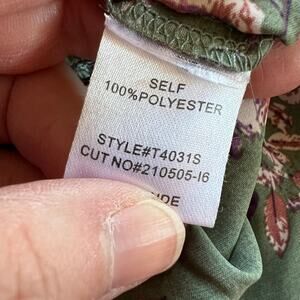 SELF
100%POLYESTER
STYLE#T4031S
CUT NO#210505-I6